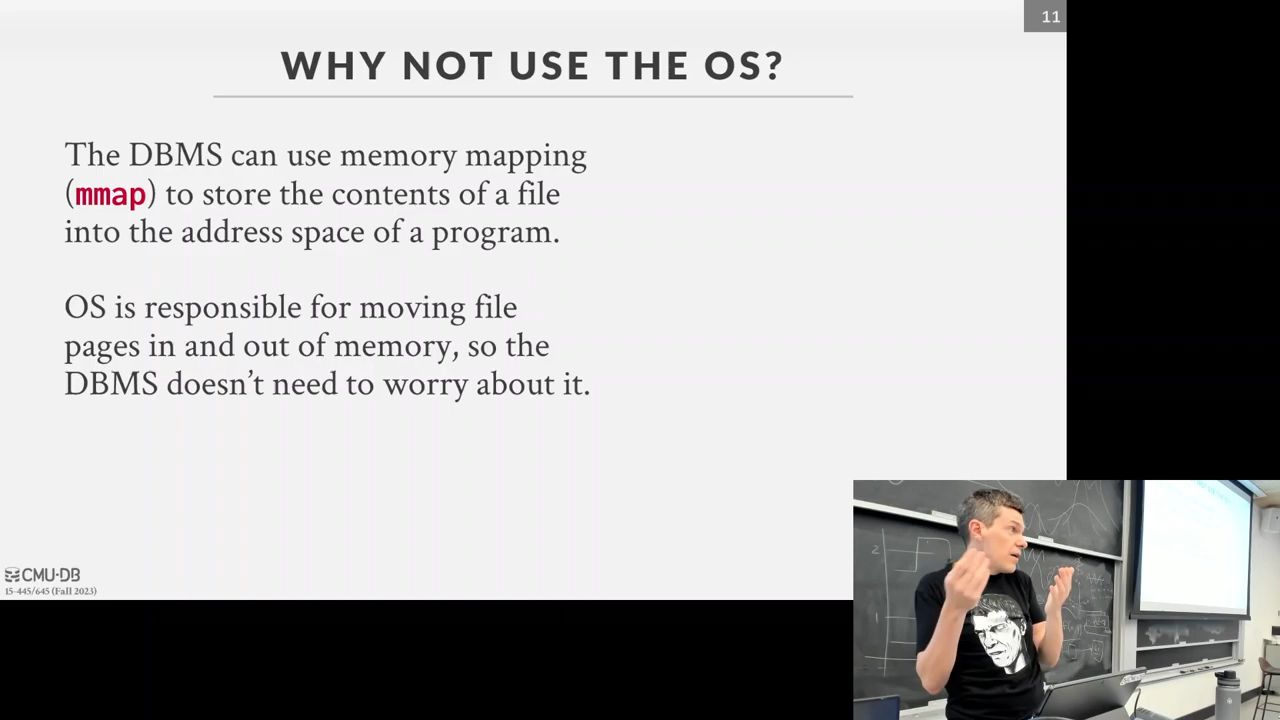 11
WHY NOT USE THE OS?
The DBMS can use memory mapping
(mmap) to store the contents of a file
into the address space of a program.
OS is responsible for moving file
pages in and out of memory, so the
DBMS doesn’t need to worry about it.
CMU·DB
15-445/645 (Fall 2023)
2
1